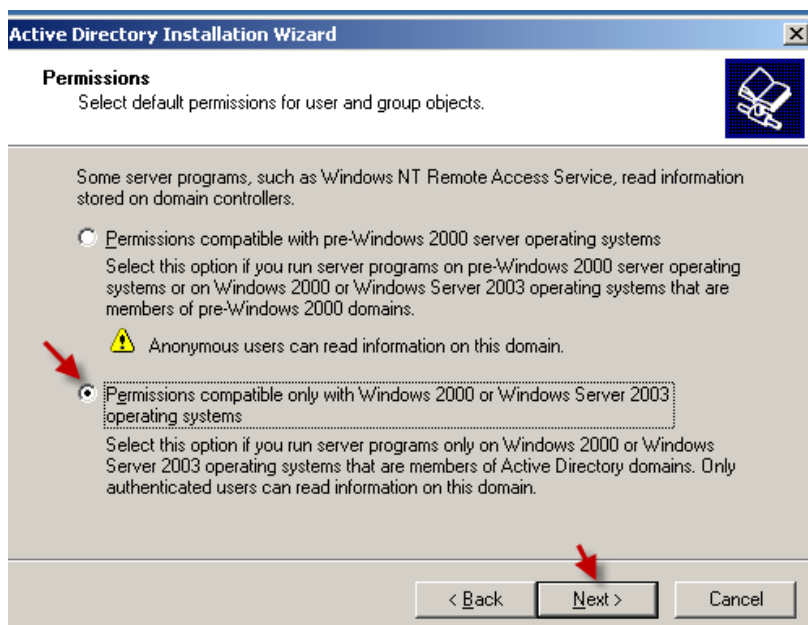 Active Directory Installation Wizard
Permissions
Select default permissions for user and group objects.
Some server programs, such as Windows NT Remote Access Service, read information
stored on domain controllers.
Permissions compatible with pre-Windows 2000 server operating systems
Select this option if you run server programs on pre-Windows 2000 server operating
systems or on Windows 2000 or Windows Server 2003 operating systems that are
members of pre-Windows 2000 domains.
Anonymous users can read information on this domain.
Permissions compatible only with Windows 2000 or Windows Server 2003
operating systems
Select this option if you run server programs only on Windows 2000 or Windows
Server 2003 operating systems that are members of Active Directory domains. Only
authenticated users can read information on this domain.
< Back Next > Cancel